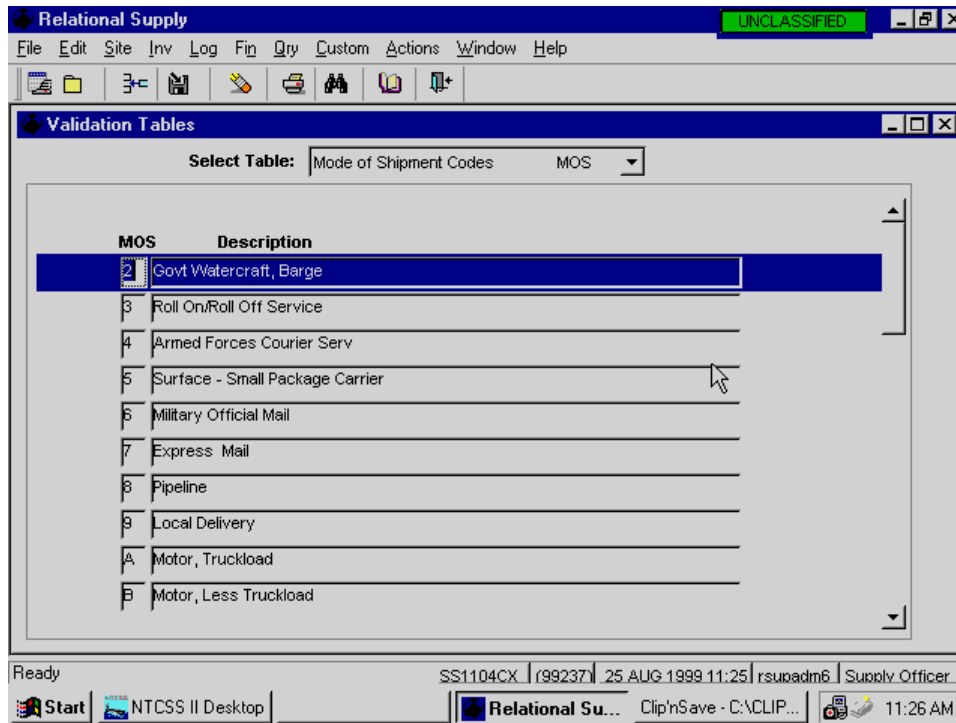 Relational Supply UNCLASSIFIED
File Edit Site Inv Log Fin Qry Custom Actions Window Help
Validation Tables
Select Table: Mode of Shipment Codes MOS
MOS Description
2 Govt Watercraft, Barge
3 Roll On/Roll Off Service
4 Armed Forces Courier Serv
5 Surface - Small Package Carrier
6 Military Official Mail
7 Express Mail
8 Pipeline
9 Local Delivery
A Motor, Truckload
B Motor, Less Truckload
Ready SS1104CX (99237) 25 AUG 1999 11:25 rsupadm6 Supply Officer
Start NTCSS II Desktop Relational Su... Clip'nSave - C:\CLIP... 11:26 AM